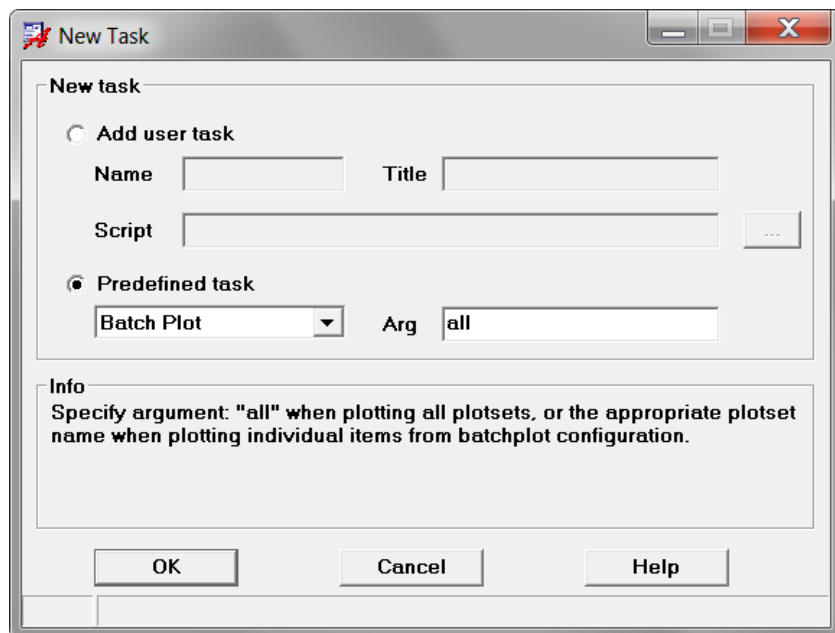 New Task
New task
Add user task
Name Title
Script ...
Predefined task
Batch Plot Arg all
Info
Specify argument: "all" when plotting all plotsets, or the appropriate plotset
name when plotting individual items from batchplot configuration.
OK Cancel Help